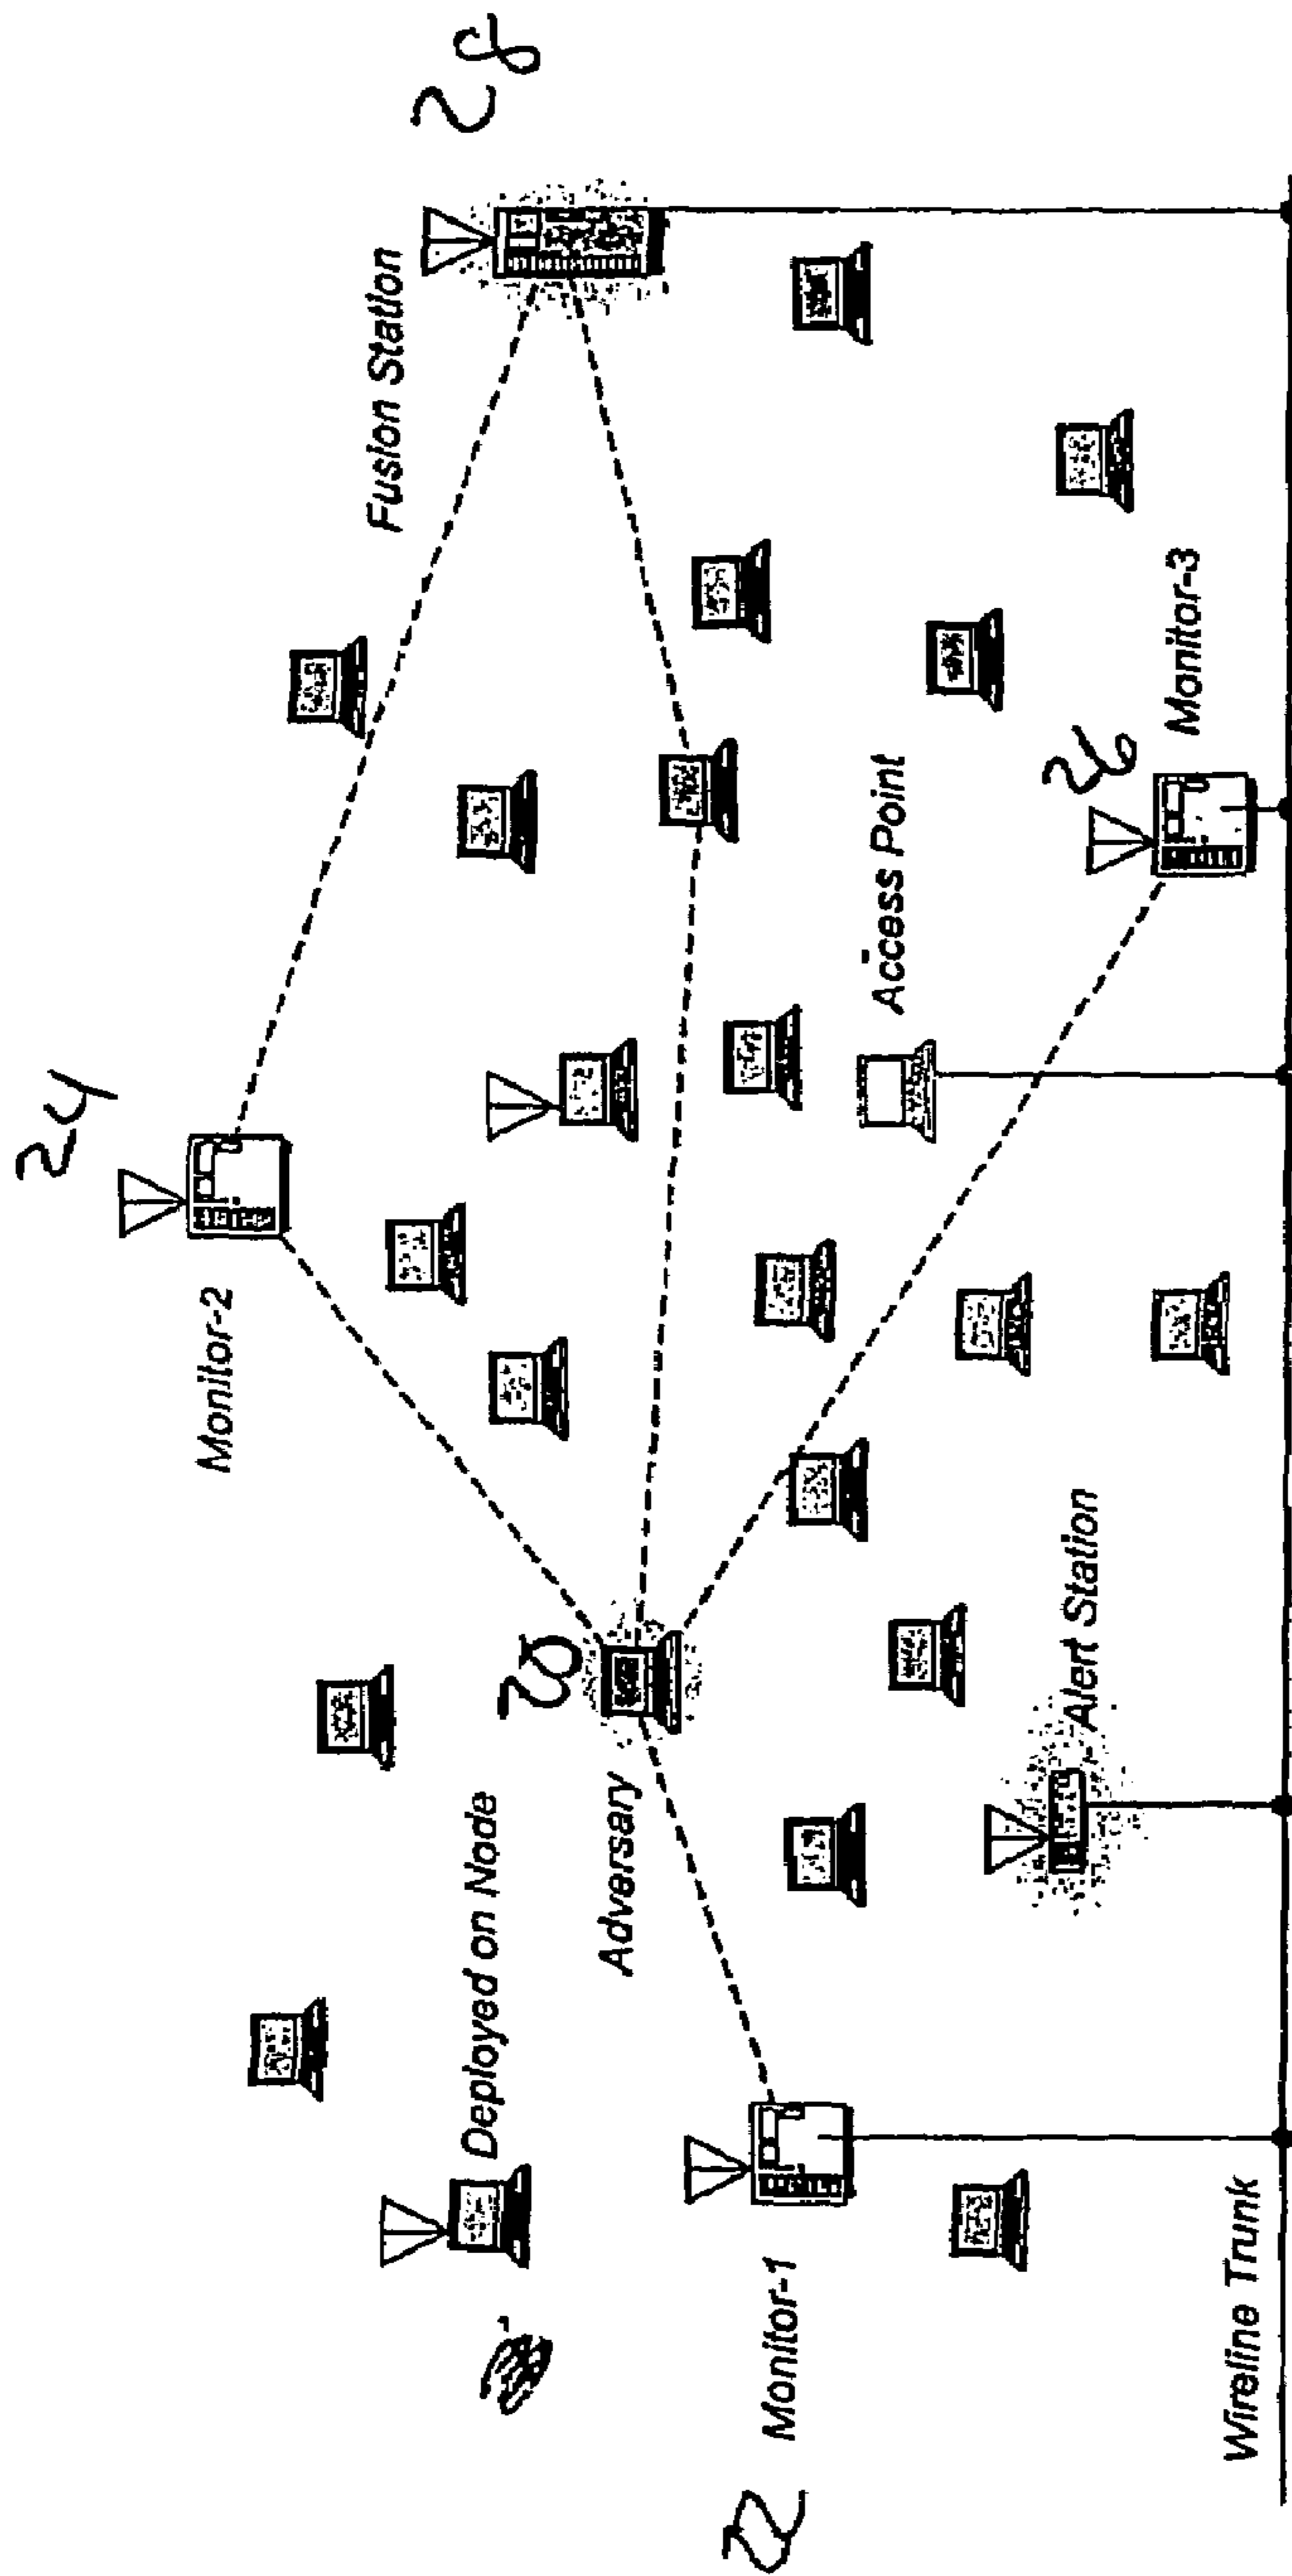 28
Fusion Station
24
Monitor-2
Deployed on Node
20
Adversary
Access Point
26
Monitor-3
22
Monitor-1
Alert Station
Wireline Trunk